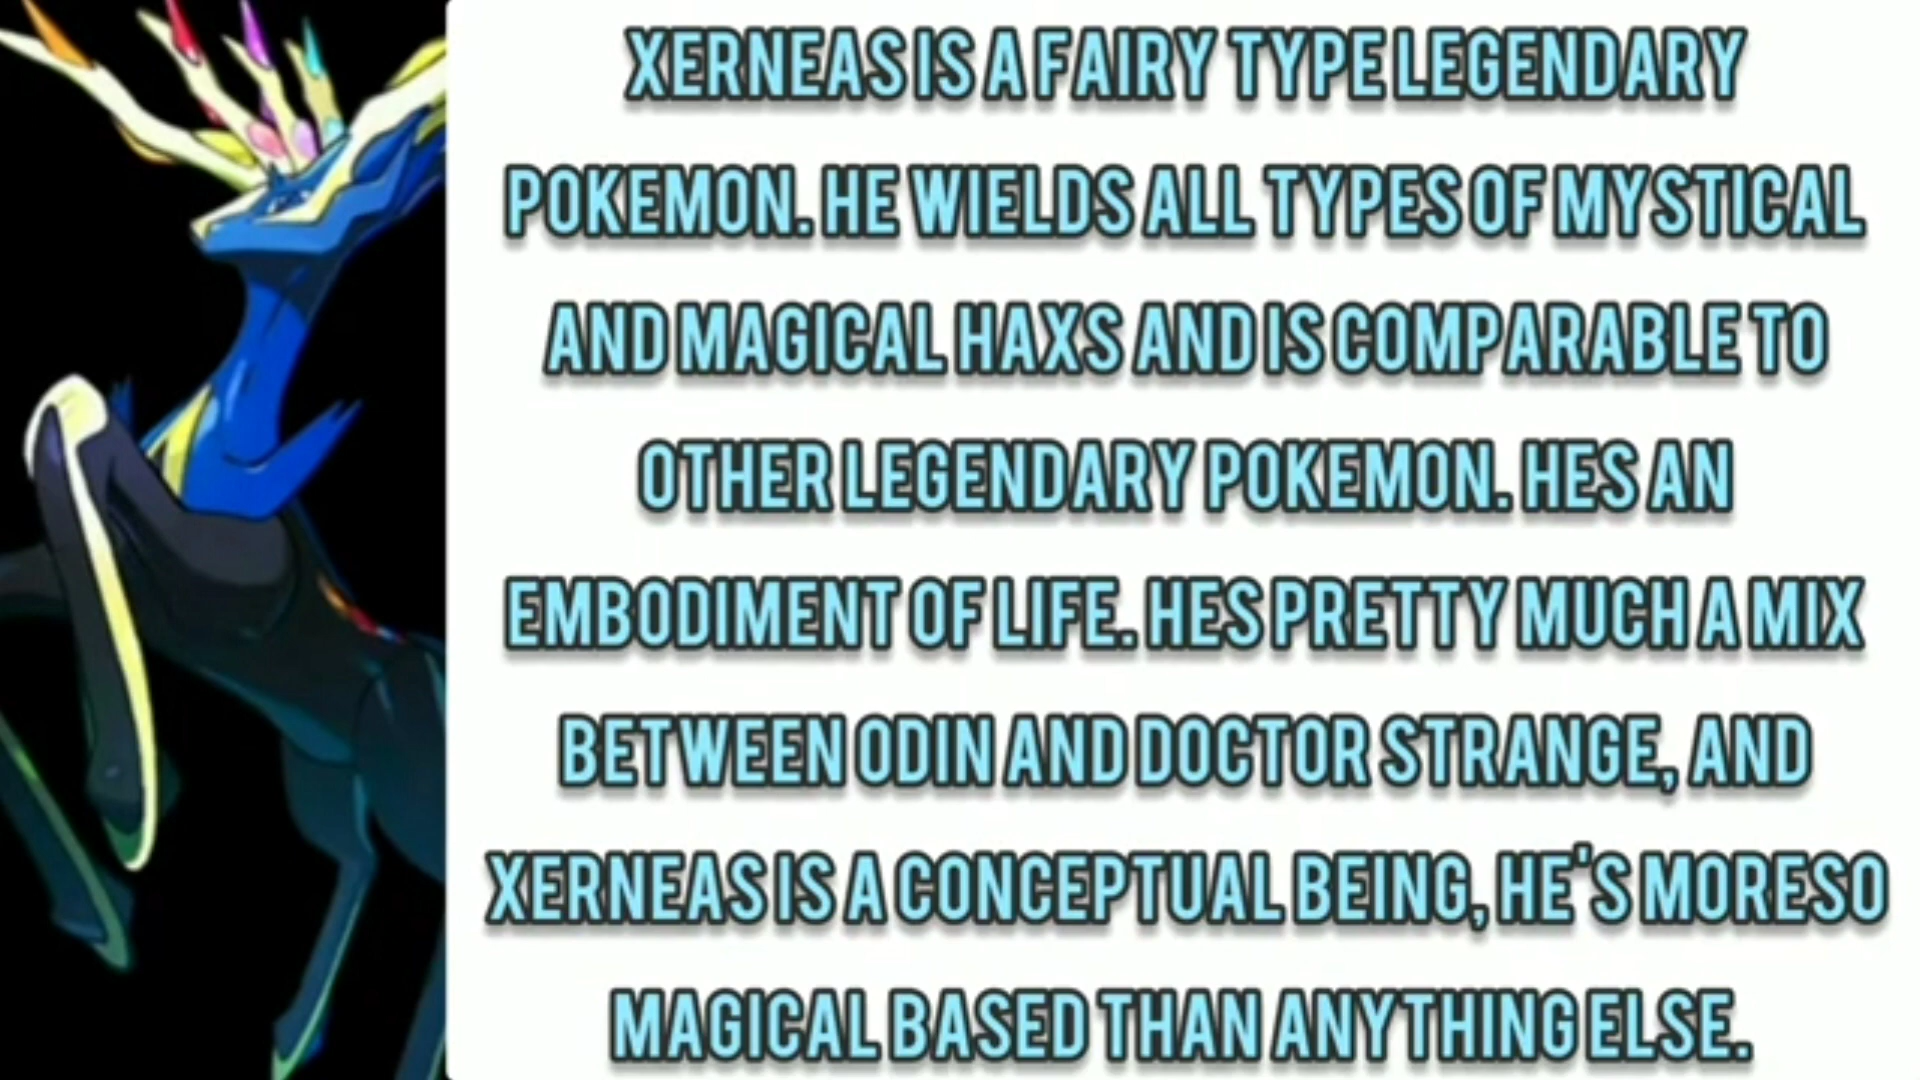 XERNEAS IS A FAIRY TYPE LEGENDARY
POKEMON. HE WIELDS ALL TYPES OF MYSTICAL
AND MAGICAL HAXS AND IS COMPARABLE TO
OTHER LEGENDARY POKEMON. HES AN
EMBODIMENT OF LIFE. HES PRETTY MUCH A MIX
BETWEEN ODIN AND DOCTOR STRANGE, AND
XERNEAS IS A CONCEPTUAL BEING, HE'S MORESO
MAGICAL BASED THAN ANYTHING ELSE.